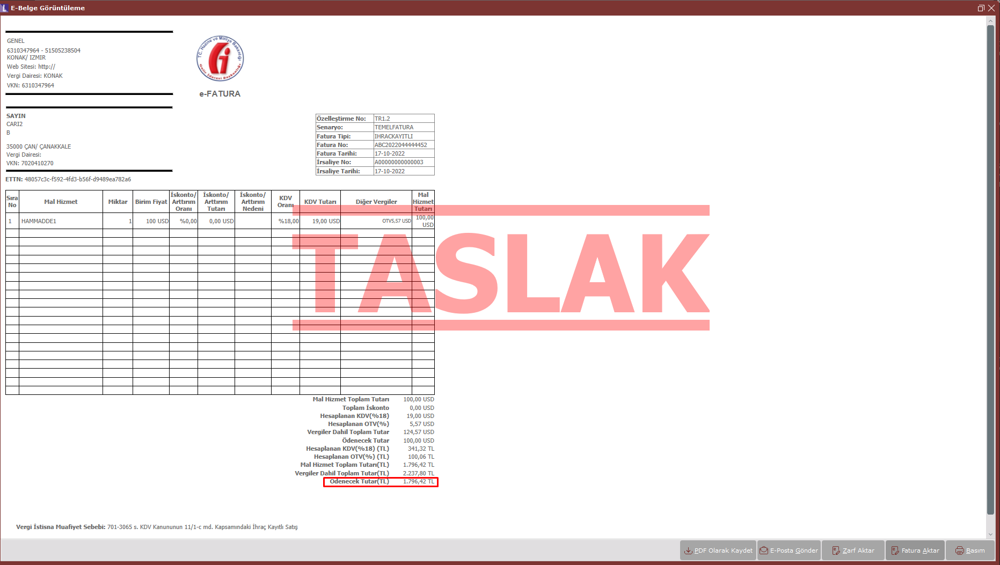 E-Belge Görüntüleme
GENEL
6310347964 - 51505238504
KONAK/ IZMIR
Web Sitesi: http://
Vergi Dairesi: KONAK
VKN: 6310347964
T.C. Hazine ve Maliye Bakanlığı
Gelir İdaresi Başkanlığı
e-FATURA
SAYIN
CARI2
B
35000 ÇAN/ ÇANAKKALE
Vergi Dairesi:
VKN: 7020410270
ETTN: 48057c3c-f592-4fd3-b56f-d9489ea782a6
Özelleştirme No: TR1.2
Senaryo: TEMELFATURA
Fatura Tipi: IHRACKAYITLI
Fatura No: ABC2022044444452
Fatura Tarihi: 17-10-2022
İrsaliye No: A00000000000003
İrsaliye Tarihi: 17-10-2022
Sıra No Mal Hizmet Miktar Birim Fiyat İskonto/ Arttırım Oranı İskonto/ Arttırım Tutarı İskonto/ Arttırım Nedeni KDV Oranı KDV Tutarı Diğer Vergiler Mal Hizmet Tutarı
1 HAMMADDE1 1 100 USD %0,00 0,00 USD %18,00 19,00 USD OTV5,57 USD 100,00 USD
TASLAK
Mal Hizmet Toplam Tutarı 100,00 USD
Toplam İskonto 0,00 USD
Hesaplanan KDV(%18) 19,00 USD
Hesaplanan OTV(%) 5,57 USD
Vergiler Dahil Toplam Tutar 124,57 USD
Ödenecek Tutar 100,00 USD
Hesaplanan KDV(%18) (TL) 341,32 TL
Hesaplanan OTV(%) (TL) 100,06 TL
Mal Hizmet Toplam Tutarı(TL) 1.796,42 TL
Vergiler Dahil Toplam Tutar(TL) 2.237,80 TL
Ödenecek Tutar(TL) 1.796,42 TL
Vergi İstisna Muafiyet Sebebi: 701-3065 s. KDV Kanununun 11/1-c md. Kapsamındaki İhraç Kayıtlı Satış
PDF Olarak Kaydet E-Posta Gönder Zarf Aktar Fatura Aktar Basım